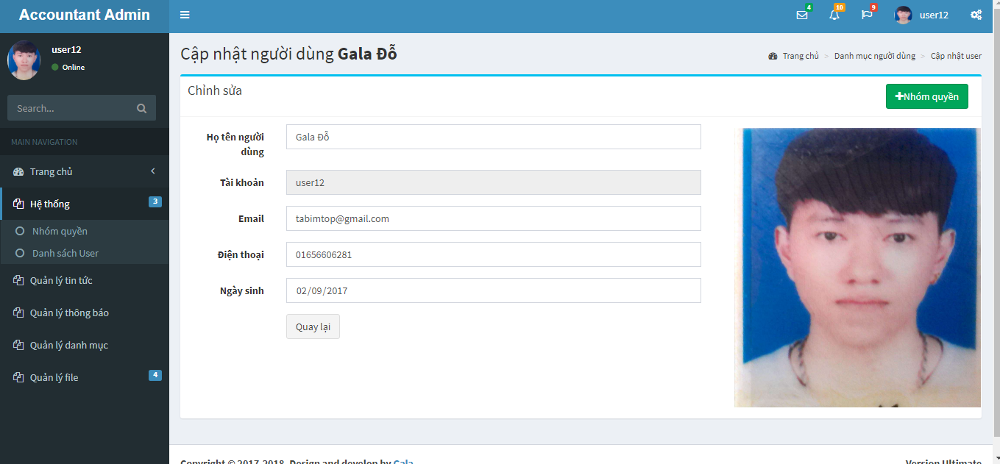 Accountant Admin
4
10
9
user12
user12
Online
Search...
MAIN NAVIGATION
Trang chủ
Hệ thống
3
Nhóm quyền
Danh sách User
Quản lý tin tức
Quản lý thông báo
Quản lý danh mục
Quản lý file
4
Cập nhật người dùng Gala Đỗ
Trang chủ > Danh mục người dùng > Cập nhật user
Chỉnh sửa
+Nhóm quyền
Họ tên người
dùng
Gala Đỗ
Tài khoản
user12
Email
tabimtop@gmail.com
Điện thoại
01656606281
Ngày sinh
02/09/2017
Quay lại
Copyright © 2017-2018. Design and develop by Gala
Version Ultimate